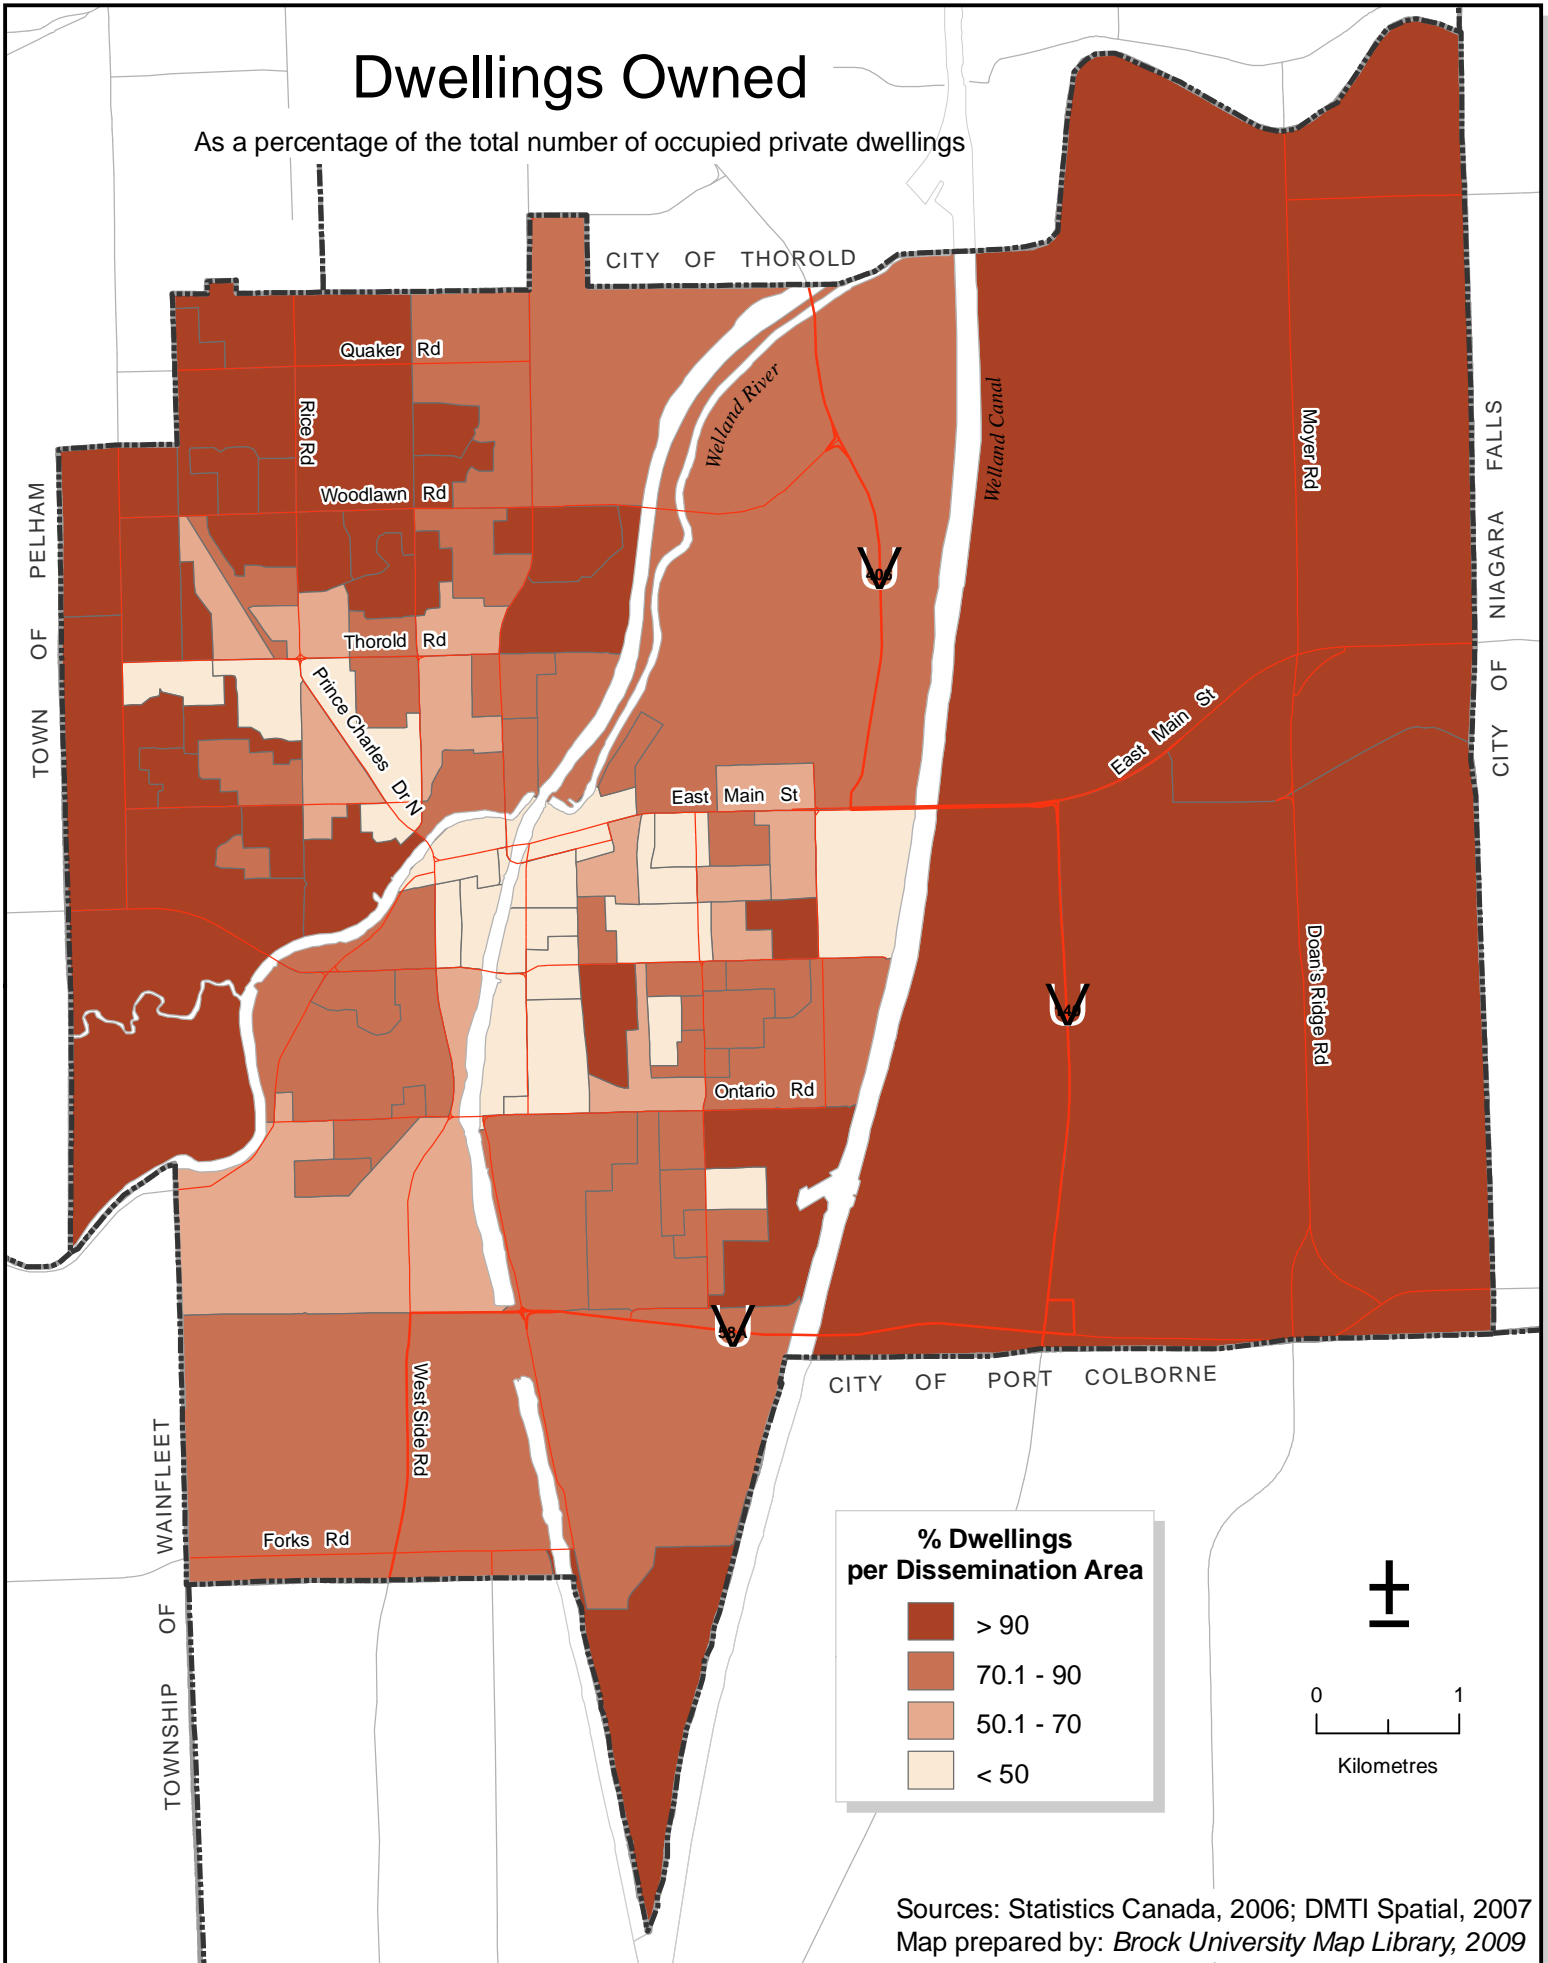 Dwellings Owned
As a percentage of the total number of occupied private dwellings
CITY OF THOROLD
Quaker Rd
Rice Rd
Welland River
Welland Canal
Moyer Rd
CITY OF NIAGARA FALLS
TOWN OF PELHAM
Woodlawn Rd
406
Thorold Rd
Prince Charles Dr N
East Main St
East Main St
Doan's Ridge Rd
140
Ontario Rd
58A
CITY OF PORT COLBORNE
West Side Rd
TOWNSHIP OF WAINFLEET
Forks Rd
% Dwellings
per Dissemination Area
> 90
70.1 - 90
50.1 - 70
< 50
0 1
Kilometres
Sources: Statistics Canada, 2006; DMTI Spatial, 2007
Map prepared by: Brock University Map Library, 2009